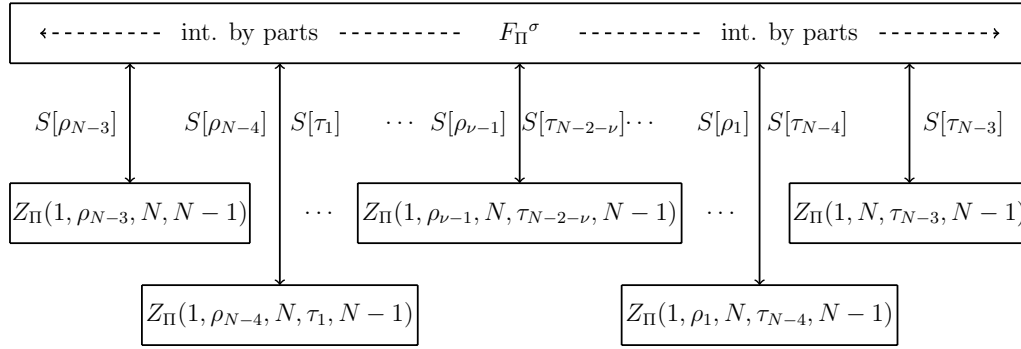 int. by parts F_Π^σ int. by parts
S[ρ_{N−3}] S[ρ_{N−4}] S[τ_1] ··· S[ρ_{ν−1}] S[τ_{N−2−ν}] ··· S[ρ_1] S[τ_{N−4}] S[τ_{N−3}]
Z_Π(1, ρ_{N−3}, N, N − 1) ··· Z_Π(1, ρ_{ν−1}, N, τ_{N−2−ν}, N − 1) ··· Z_Π(1, N, τ_{N−3}, N − 1)
Z_Π(1, ρ_{N−4}, N, τ_1, N − 1) Z_Π(1, ρ_1, N, τ_{N−4}, N − 1)